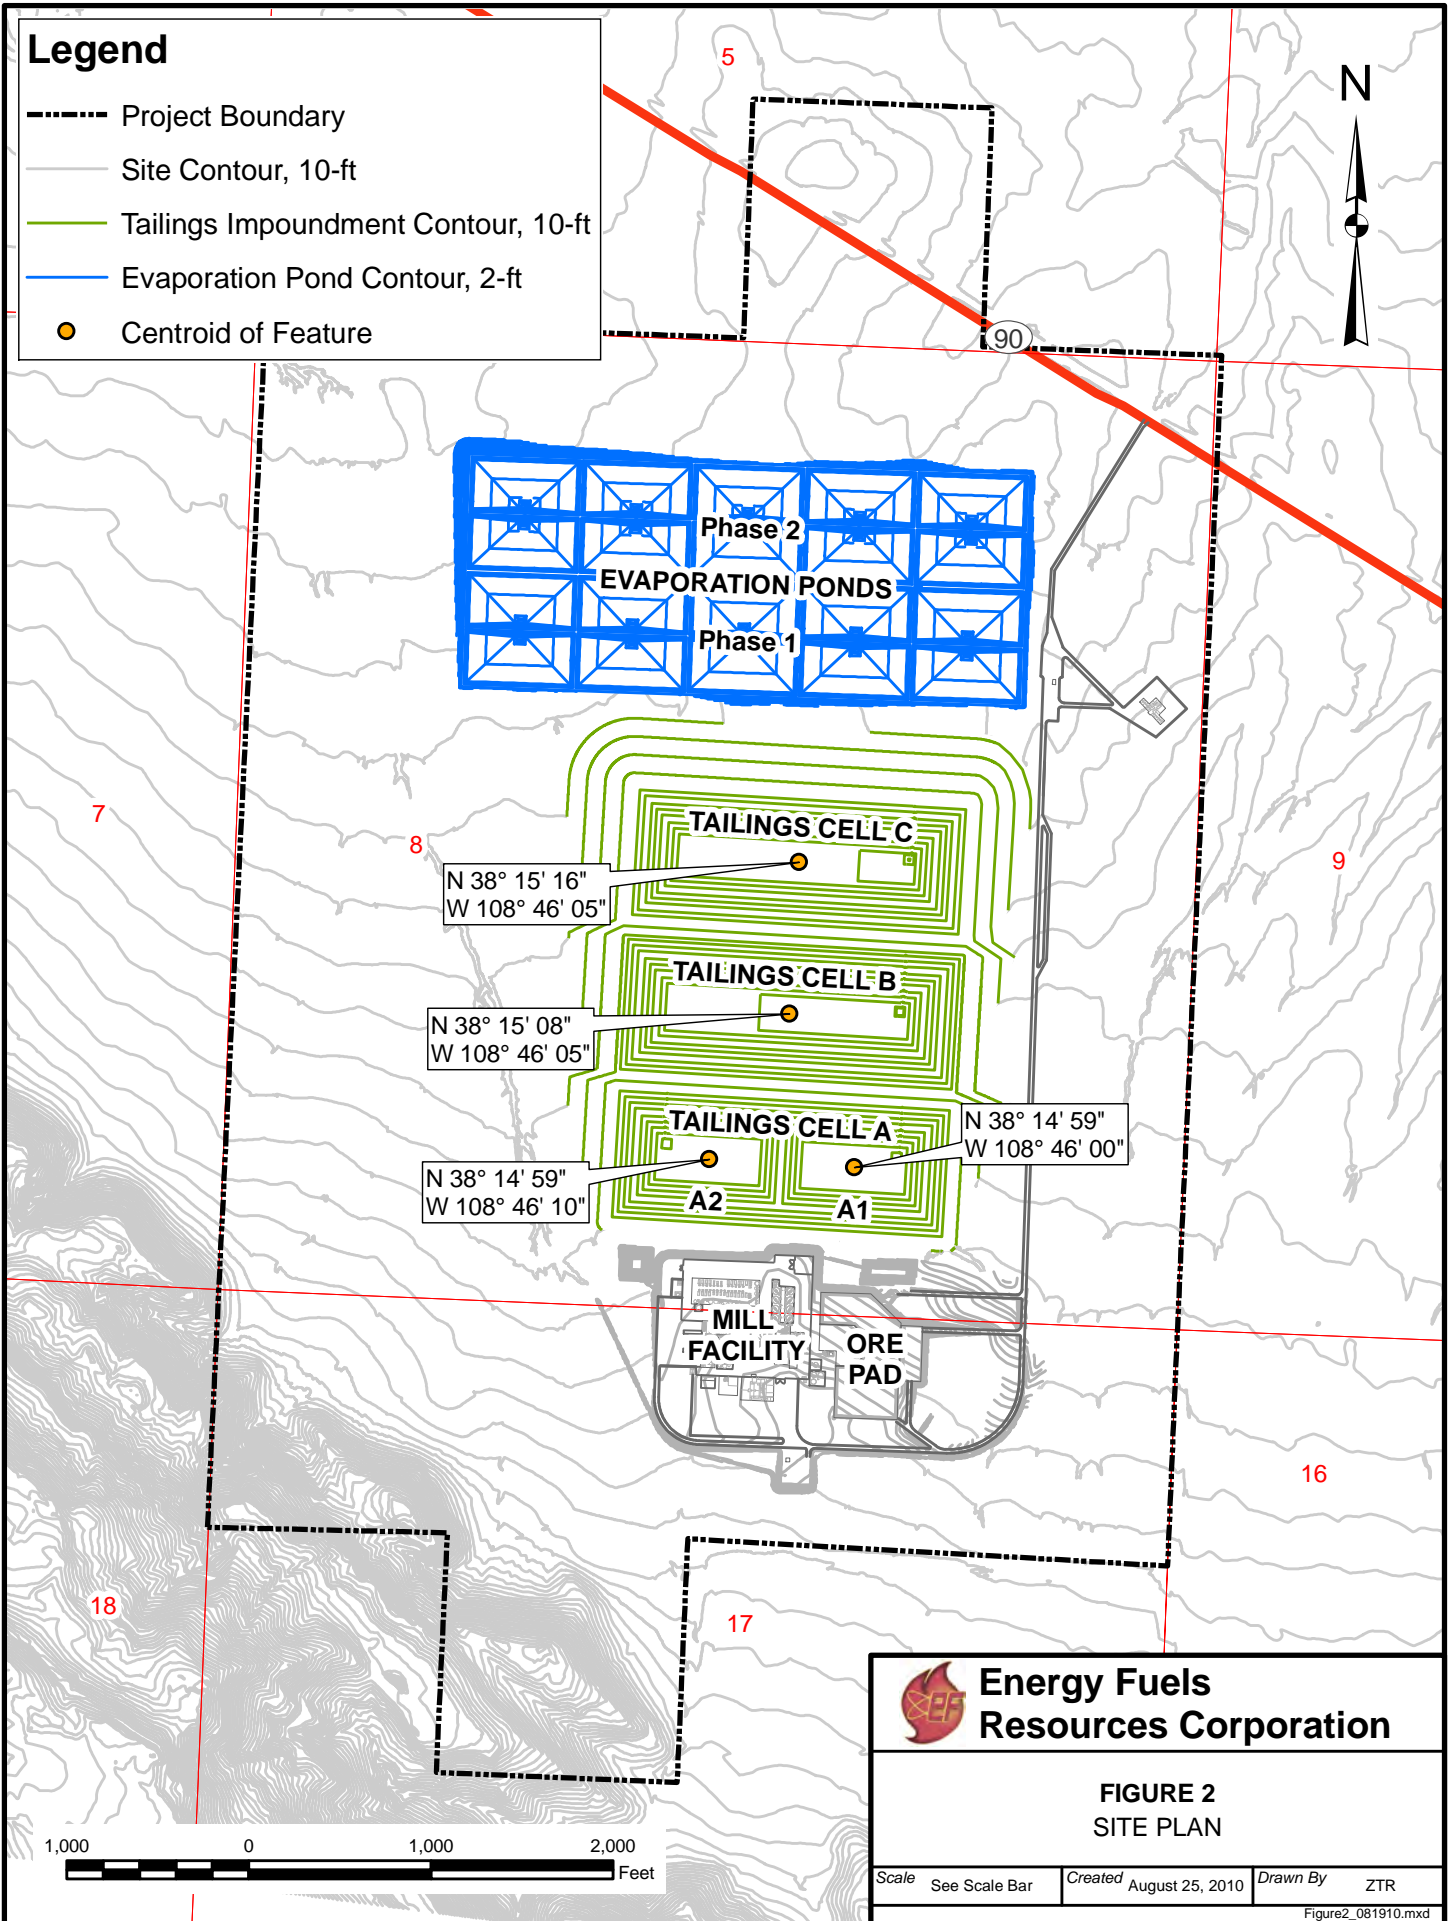 Legend
Project Boundary
Site Contour, 10-ft
Tailings Impoundment Contour, 10-ft
Evaporation Pond Contour, 2-ft
Centroid of Feature
5
N
90
Phase 2
EVAPORATION PONDS
Phase 1
7
8
9
TAILINGS CELL C
N 38° 15' 16"
W 108° 46' 05"
TAILINGS CELL B
N 38° 15' 08"
W 108° 46' 05"
TAILINGS CELL A
N 38° 14' 59"
W 108° 46' 00"
N 38° 14' 59"
W 108° 46' 10"
A2
A1
MILL
FACILITY
ORE
PAD
16
18
17
EF
Energy Fuels
Resources Corporation
FIGURE 2
SITE PLAN
1,000 0 1,000 2,000
Feet
Scale See Scale Bar Created August 25, 2010 Drawn By ZTR
Figure2_081910.mxd